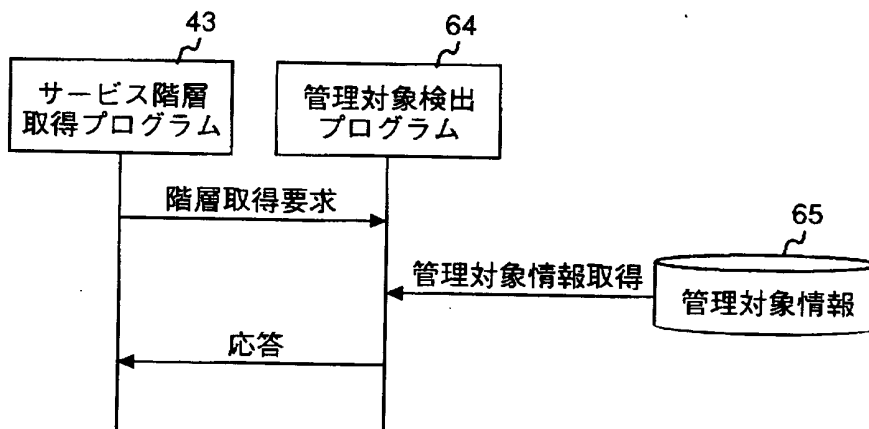 43
サービス階層
取得プログラム
64
管理対象検出
プログラム
階層取得要求
65
管理対象情報取得
管理対象情報
応答